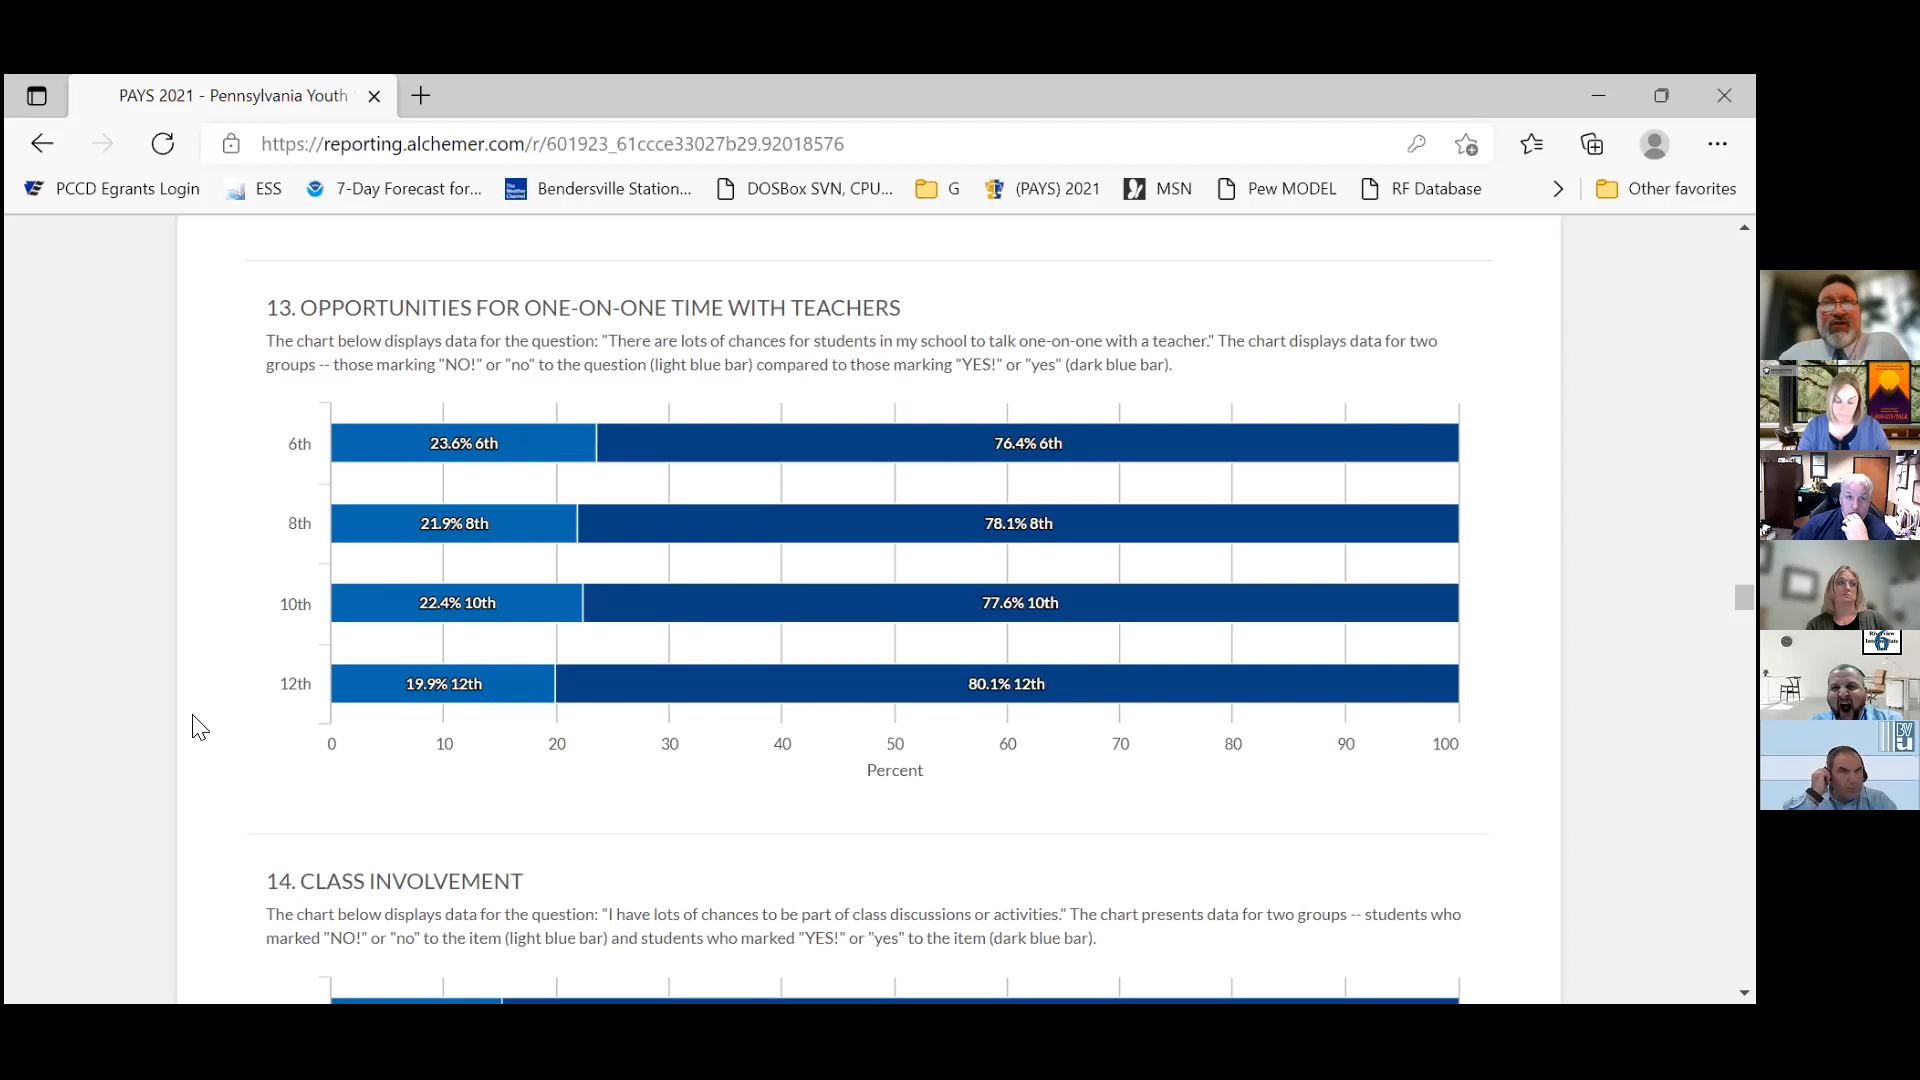 PAYS 2021 - Pennsylvania Youth
https://reporting.alchemer.com/r/601923_61ccce33027b29.92018576
PCCD Egrants Login ESS 7-Day Forecast for... Bendersville Station... DOSBox SVN, CPU... G (PAYS) 2021 MSN Pew MODEL RF Database Other favorites
13. OPPORTUNITIES FOR ONE-ON-ONE TIME WITH TEACHERS
The chart below displays data for the question: "There are lots of chances for students in my school to talk one-on-one with a teacher." The chart displays data for two
groups -- those marking "NO!" or "no" to the question (light blue bar) compared to those marking "YES!" or "yes" (dark blue bar).
6th 23.6% 6th 76.4% 6th
8th 21.9% 8th 78.1% 8th
10th 22.4% 10th 77.6% 10th
12th 19.9% 12th 80.1% 12th
0 10 20 30 40 50 60 70 80 90 100
Percent
14. CLASS INVOLVEMENT
The chart below displays data for the question: "I have lots of chances to be part of class discussions or activities." The chart presents data for two groups -- students who
marked "NO!" or "no" to the item (light blue bar) and students who marked "YES!" or "yes" to the item (dark blue bar).